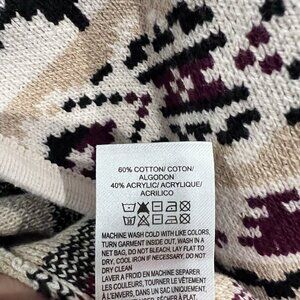 60% COTTON/ COTON/
ALGODON
40% ACRYLIC/ ACRYLIQUE/
ACRILICO
MACHINE WASH COLD WITH LIKE COLORS,
TURN GARMENT INSIDE OUT, WASH IN A
NET BAG, DO NOT BLEACH, LAY FLAT TO
DRY, COOL IRON IF NECESSARY, DO NOT
DRY CLEAN
LAVER A FROID EN MACHINE SEPARER
LES COULEURS SIMILAIRES, TOURNER A
L'ENVERS, DANS UN SAC UNIQUEMENT,